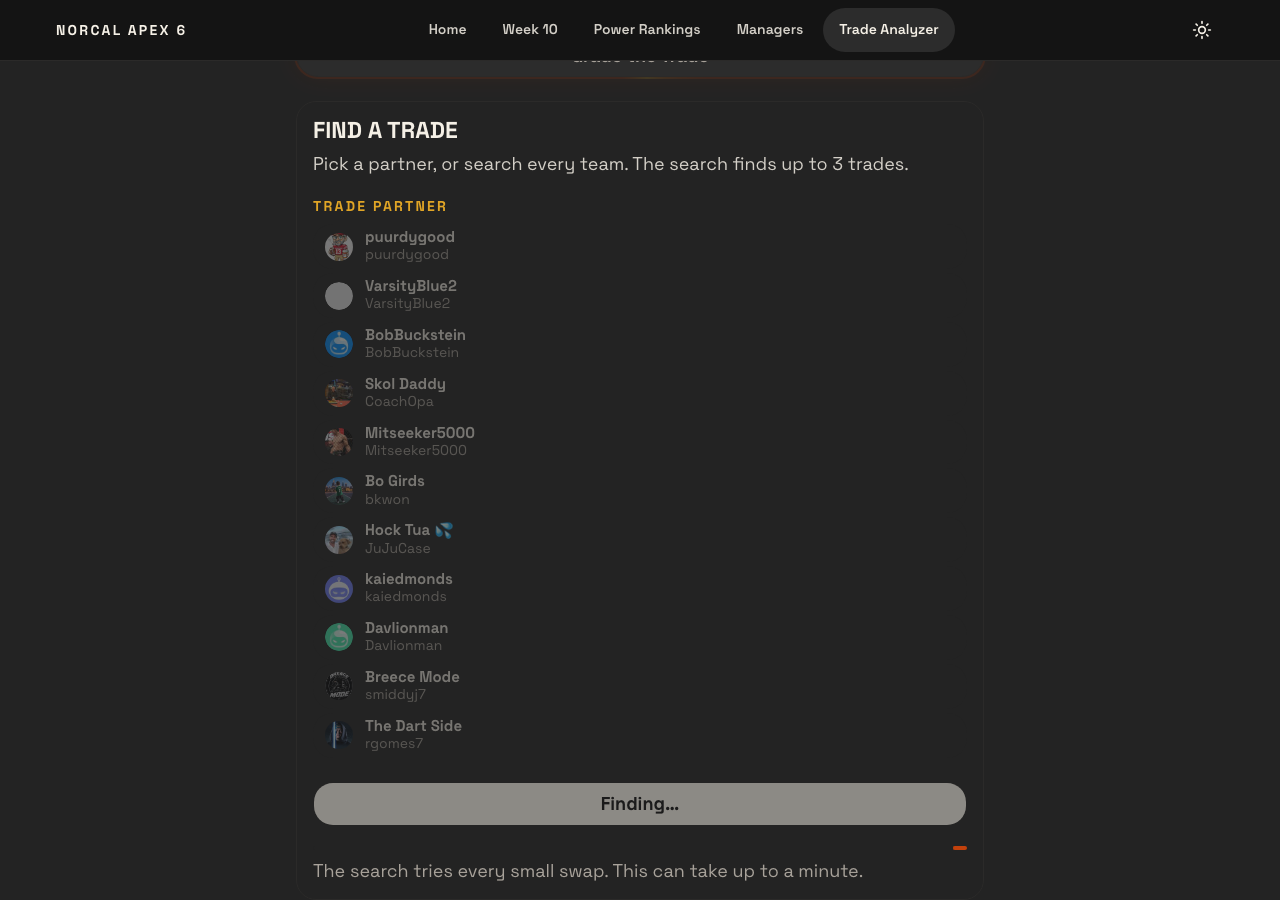 NORCAL APEX 6
Home
Week 10
Power Rankings
Managers
Trade Analyzer
FIND A TRADE
Pick a partner, or search every team. The search finds up to 3 trades.
TRADE PARTNER
puurdygood
puurdygood
VarsityBlue2
VarsityBlue2
BobBuckstein
BobBuckstein
Skol Daddy
CoachOpa
Mitseeker5000
Mitseeker5000
Bo Girds
bkwon
Hock Tua 💦
JuJuCase
kaiedmonds
kaiedmonds
Davlionman
Davlionman
Breece Mode
smiddyj7
The Dart Side
rgomes7
Finding...
The search tries every small swap. This can take up to a minute.